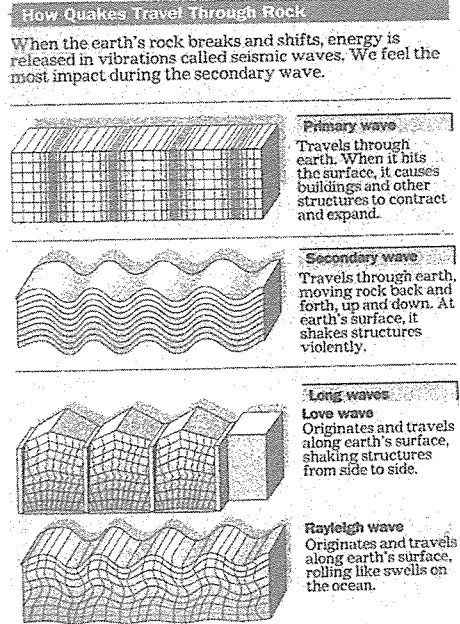 How Quakes Travel Through Rock
When the earth's rock breaks and shifts, energy is
released in vibrations called seismic waves. We feel the
most impact during the secondary wave.
Primary wave
Travels through
earth. When it hits
the surface, it causes
buildings and other
structures to contract
and expand.
Secondary wave
Travels through earth,
moving rock back and
forth, up and down. At
earth's surface, it
shakes structures
violently.
Long waves
Love wave
Originates and travels
along earth's surface,
shaking structures
from side to side.
Rayleigh wave
Originates and travels
along earth's surface,
rolling like swells on
the ocean.